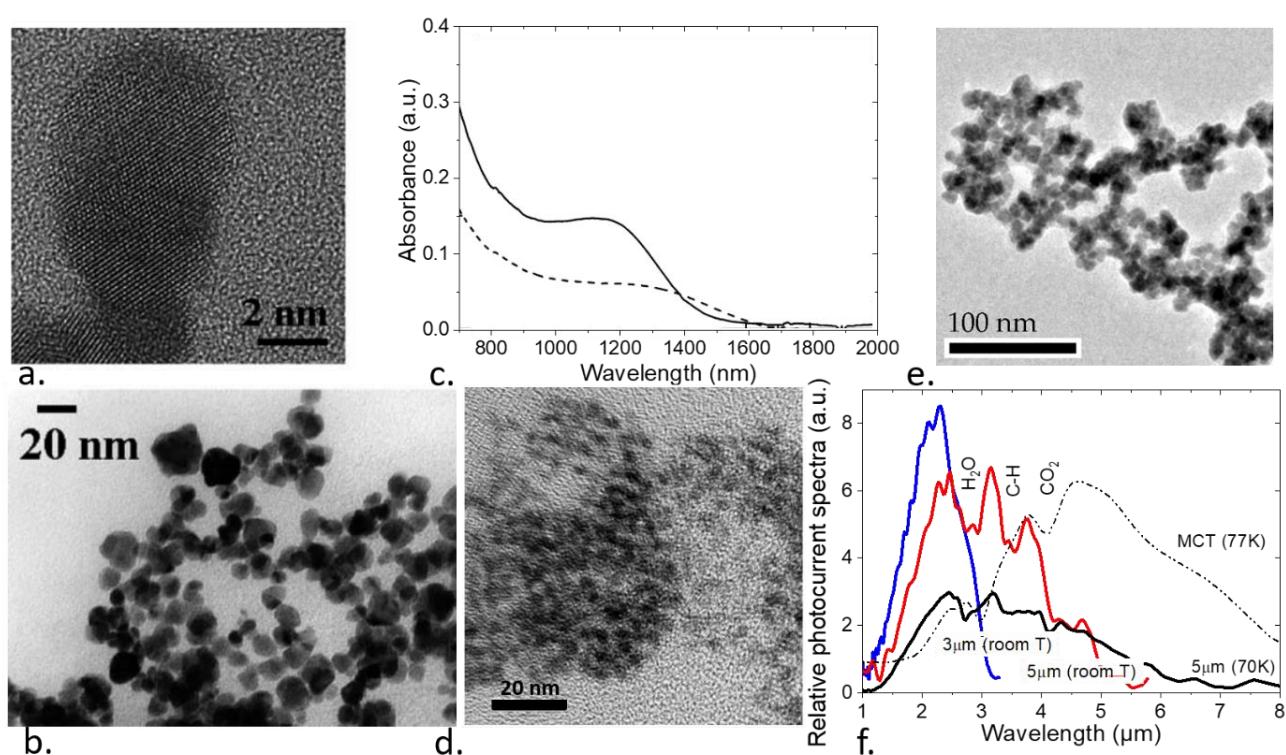 2 nm
a.
Absorbance (a.u.)
0.4
0.3
0.2
0.1
0.0
800 1000 1200 1400 1600 1800 2000
Wavelength (nm)
c.
100 nm
e.
20 nm
b.
20 nm
d.
Relative photocurrent spectra (a.u.)
8
6
4
2
0
H₂O
C-H
CO₂
MCT (77K)
3μm (room T)
5μm (room T)
5μm (70K)
1 2 3 4 5 6 7 8
Wavelength (μm)
f.